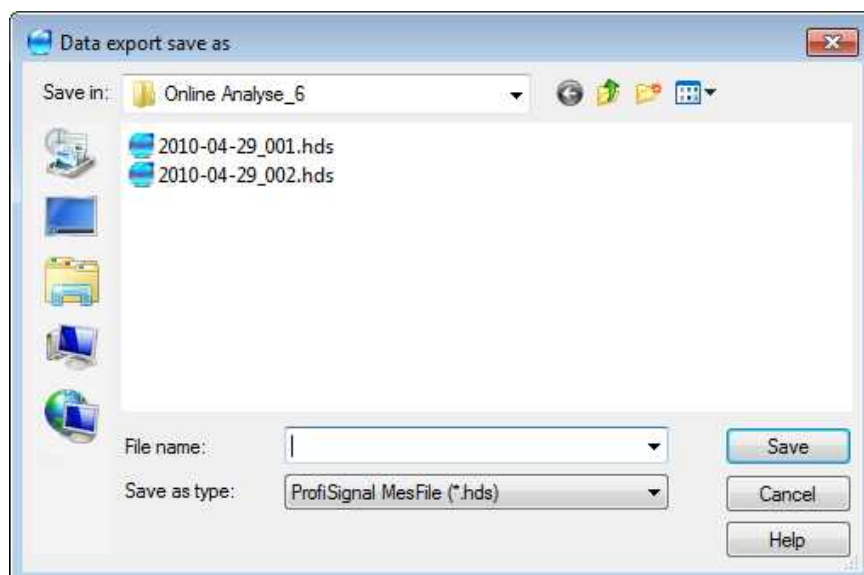 Data export save as
Save in: Online Analyse_6
2010-04-29_001.hds
2010-04-29_002.hds
File name: Save
Save as type: ProfiSignal MesFile (*.hds) Cancel
Help